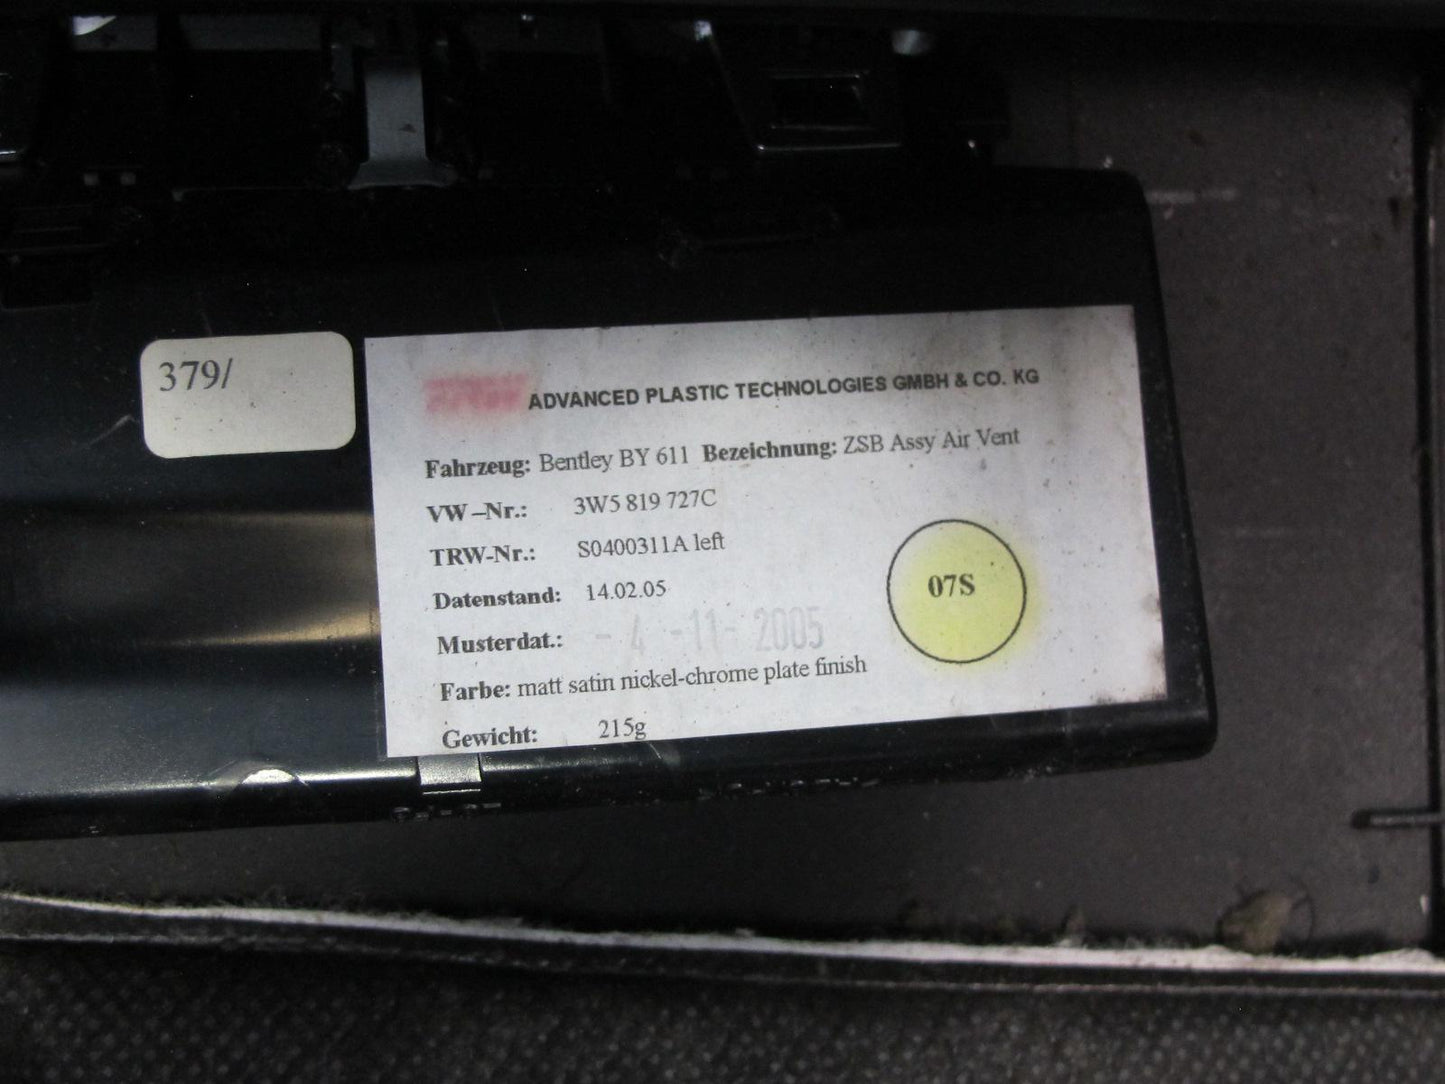 379/
ADVANCED PLASTIC TECHNOLOGIES GMBH & CO. KG
Fahrzeug: Bentley BY 611 Bezeichnung: ZSB Assy Air Vent
VW–Nr.: 3W5 819 727C
TRW-Nr.: S0400311A left
Datenstand: 14.02.05
07S
Musterdat.: - 4 -11- 2005
Farbe: matt satin nickel-chrome plate finish
Gewicht: 215g